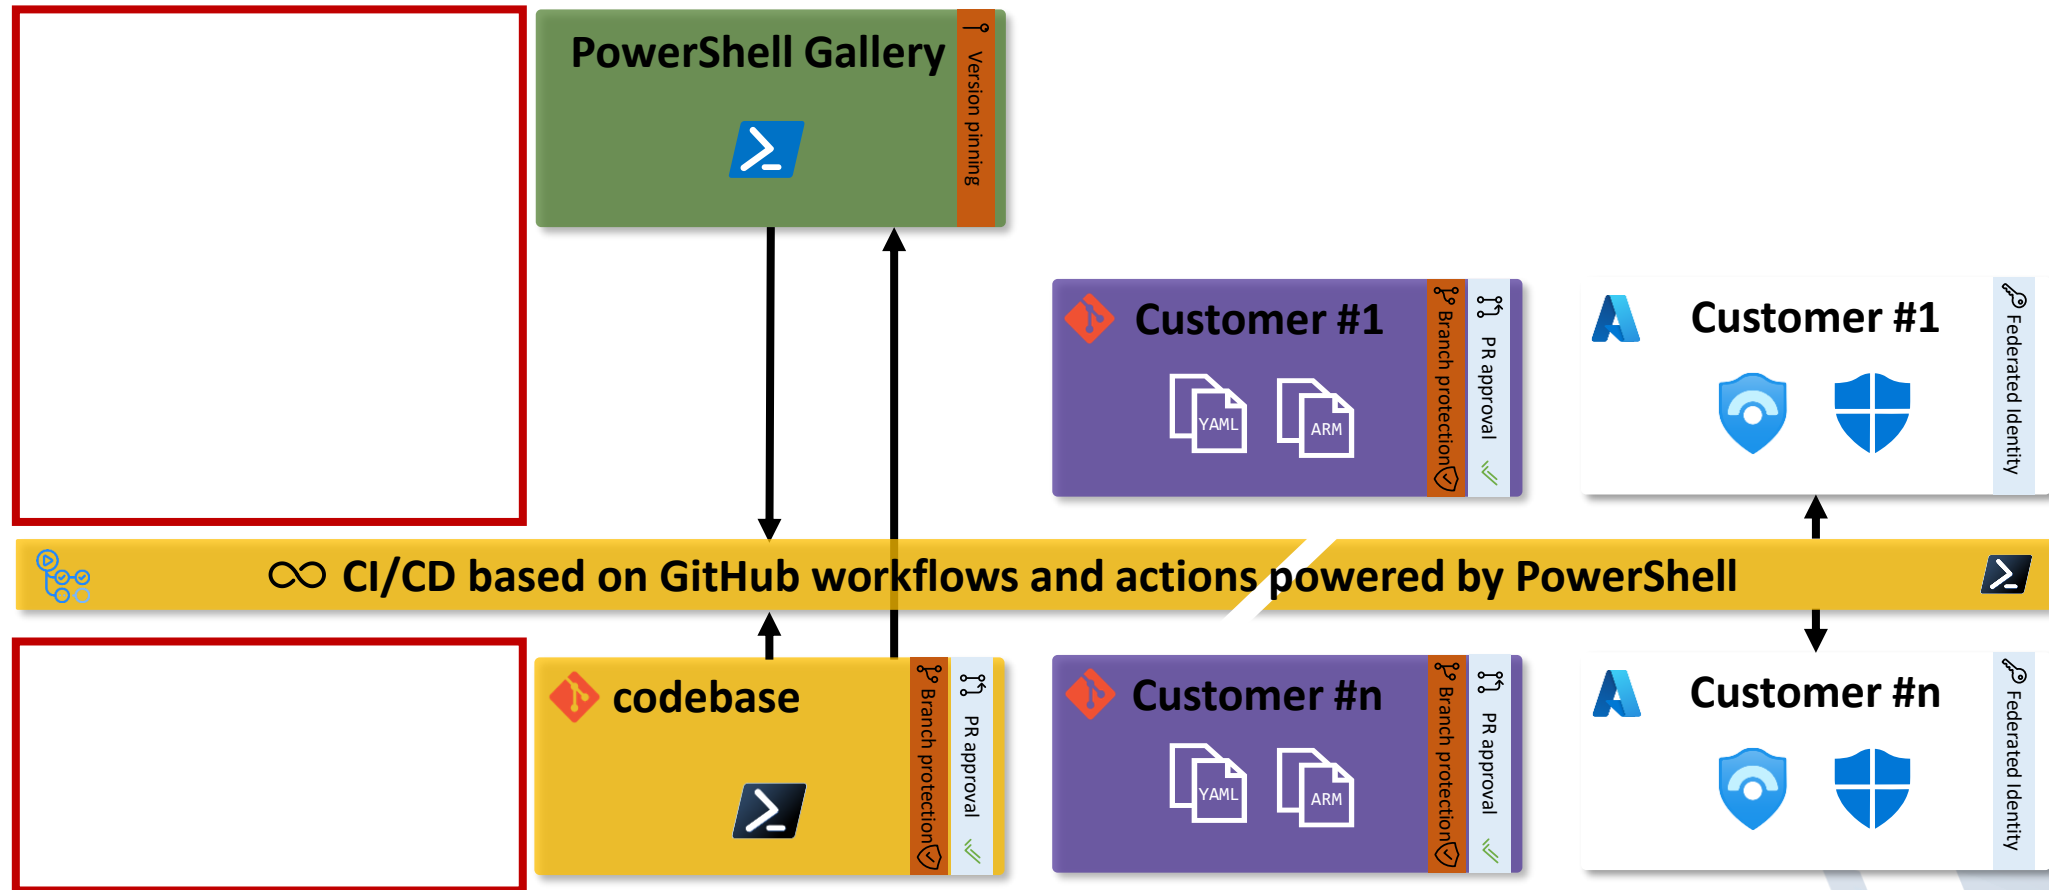 PowerShell Gallery
Version pinning
Customer #1
YAML
ARM
Branch protection
PR approval
Customer #1
Federated Identity
CI/CD based on GitHub workflows and actions powered by PowerShell
codebase
Branch protection
PR approval
Customer #n
YAML
ARM
Branch protection
PR approval
Customer #n
Federated Identity